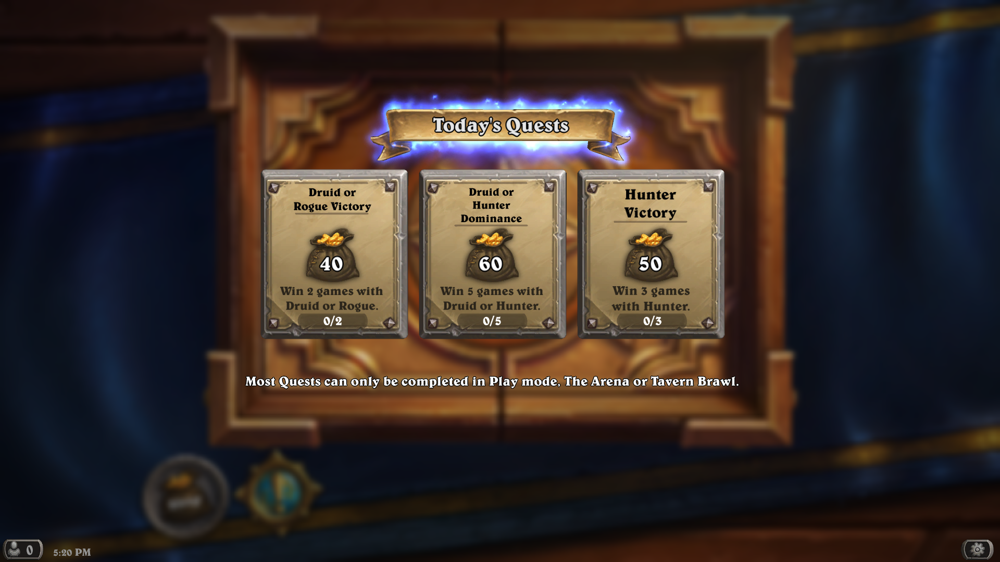 Today's Quests
Druid or
Rogue Victory
40
Win 2 games with
Druid or Rogue.
0/2
Druid or
Hunter
Dominance
60
Win 5 games with
Druid or Hunter.
0/5
Hunter
Victory
50
Win 3 games
with Hunter.
0/3
Most Quests can only be completed in Play mode, The Arena or Tavern Brawl.
0
5:20 PM